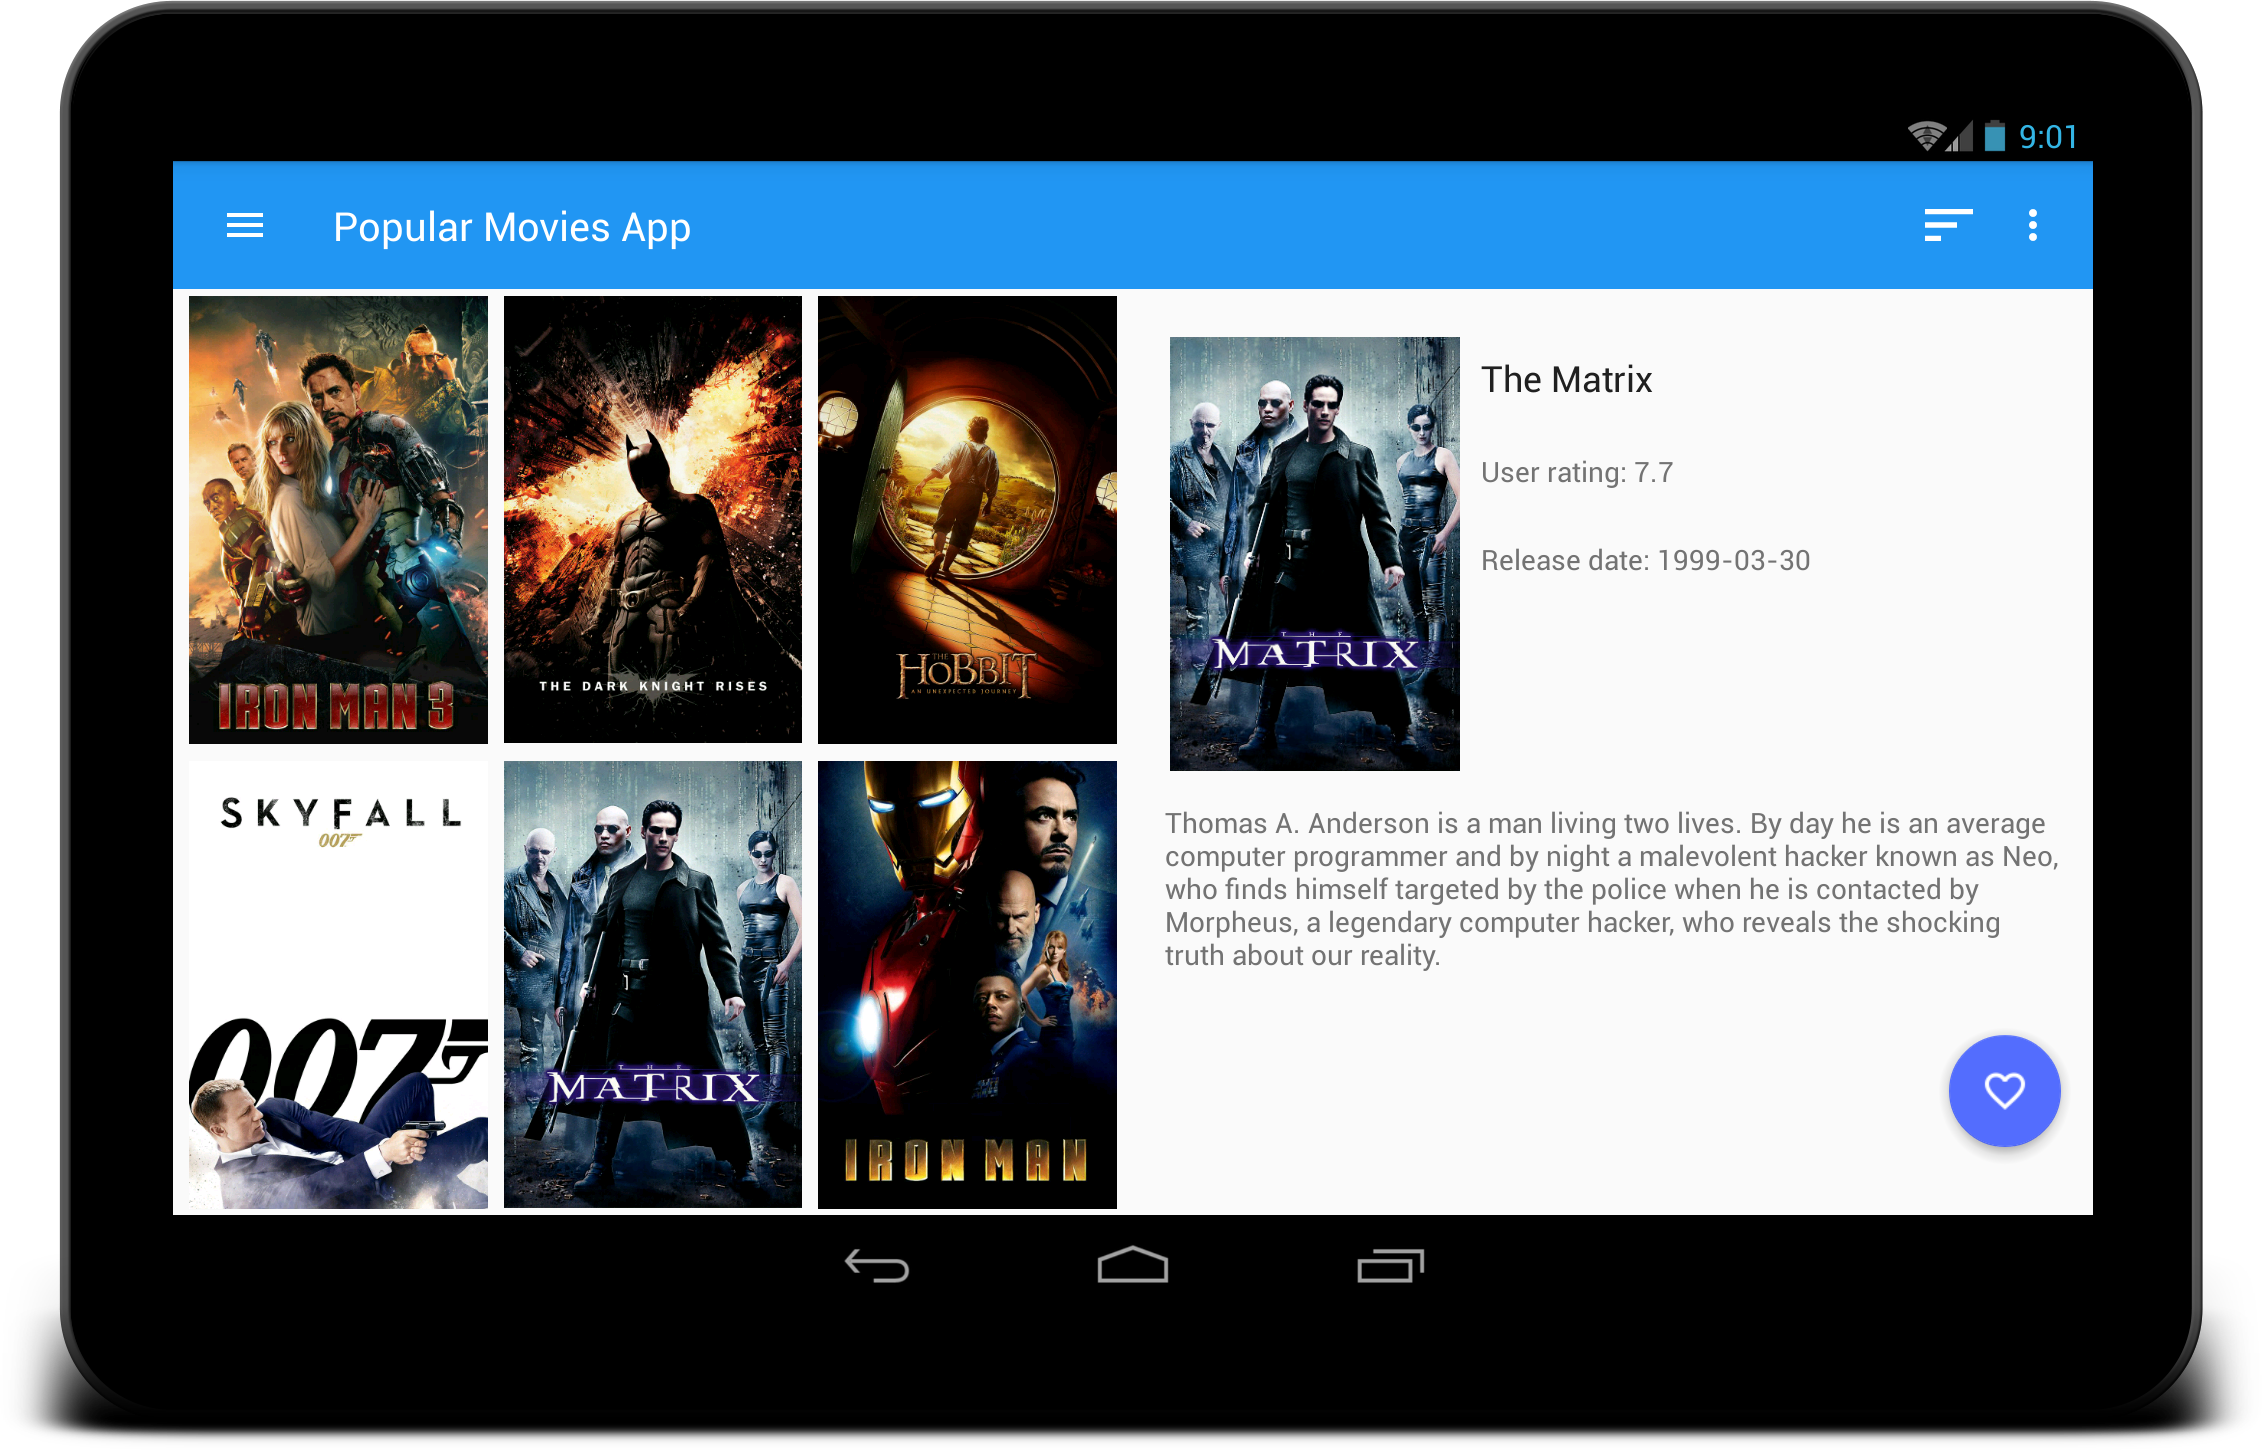 9:01
Popular Movies App
IRON MAN 3
THE DARK KNIGHT RISES
THE
HOBBIT
AN UNEXPECTED JOURNEY
SKYFALL
007
007
THE
MATRIX
IRON MAN
THE
MATRIX
The Matrix
User rating: 7.7
Release date: 1999-03-30
Thomas A. Anderson is a man living two lives. By day he is an average
computer programmer and by night a malevolent hacker known as Neo,
who finds himself targeted by the police when he is contacted by
Morpheus, a legendary computer hacker, who reveals the shocking
truth about our reality.